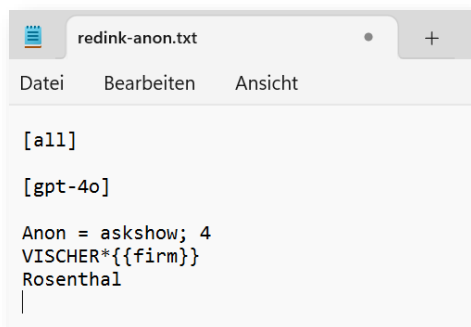 redink-anon.txt
Datei Bearbeiten Ansicht
[all]
[gpt-4o]
Anon = askshow; 4
VISCHER*{{firm}}
Rosenthal